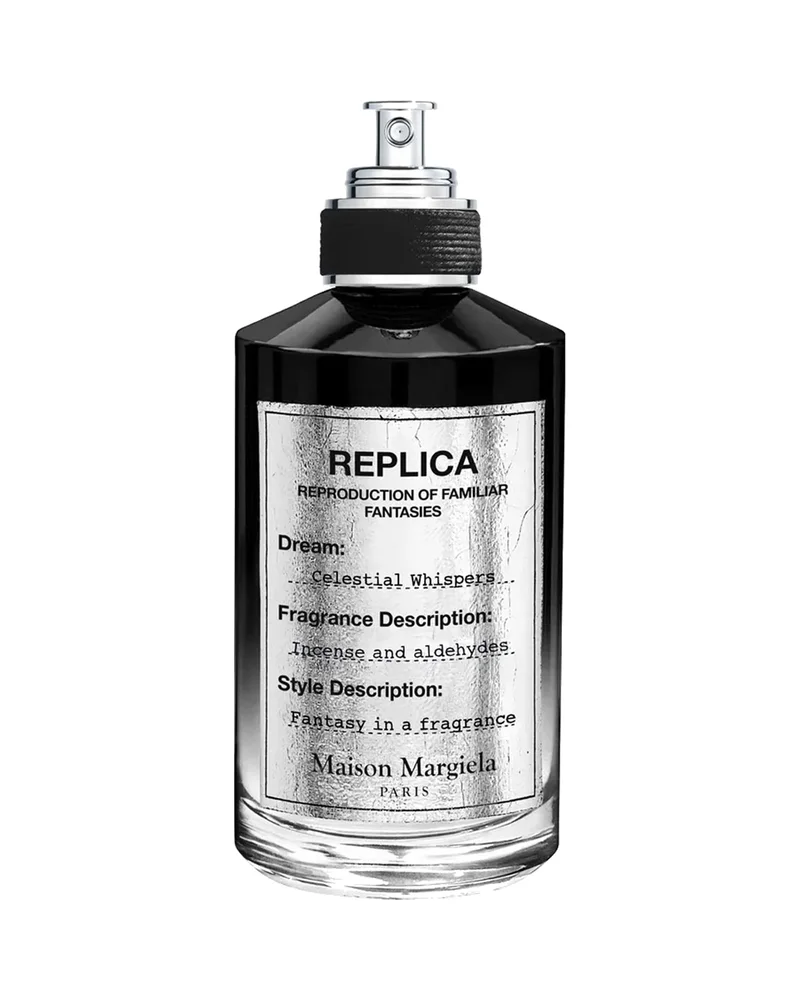 REPLICA
REPRODUCTION OF FAMILIAR
FANTASIES
Dream:
Celestial Whispers
Fragrance Description:
Incense and aldehydes
Style Description:
Fantasy in a fragrance
Maison Margiela
PARIS